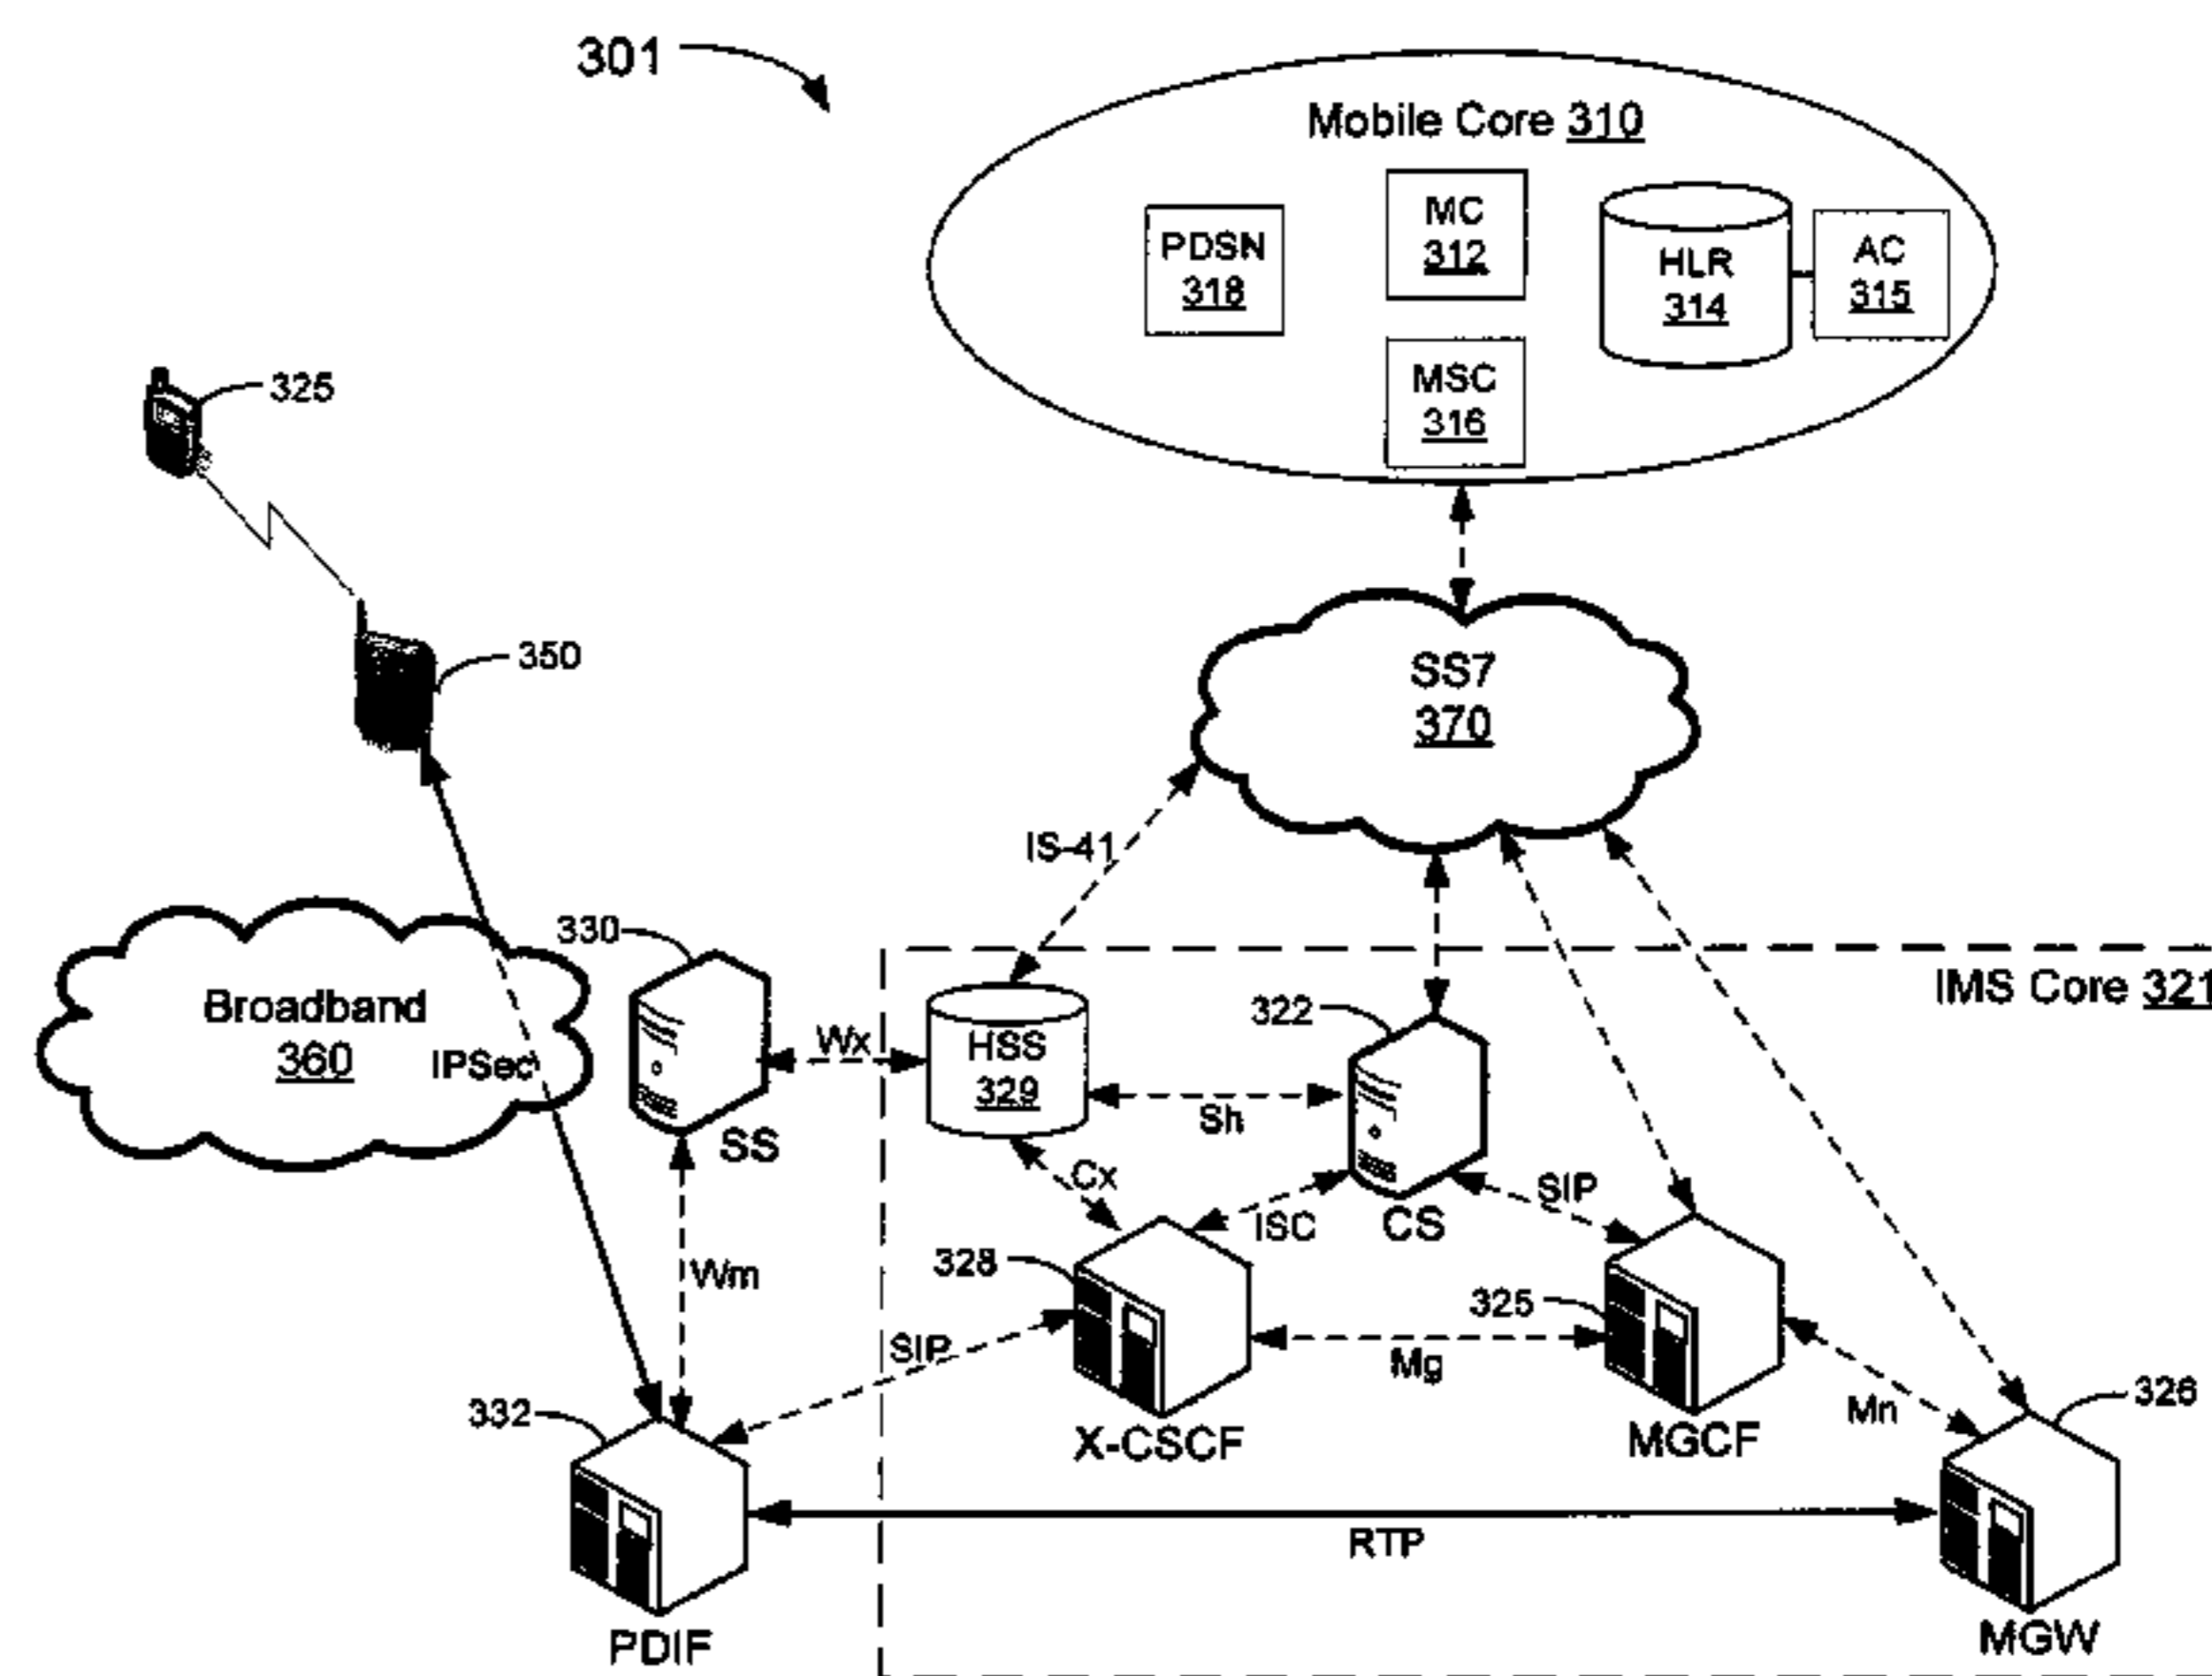 301
Mobile Core 310
PDSN
318
MC
312
HLR
314
AC
315
MSC
316
325
350
SS7
370
IS-41
Broadband
360
IPSec
330
SS
Wx
IMS Core 321
HSS
329
322
CS
Sh
Cx
ISC
SIP
Wm
328
X-CSCF
325
MGCF
SIP
Mg
Mn
326
MGW
332
PDIF
RTP